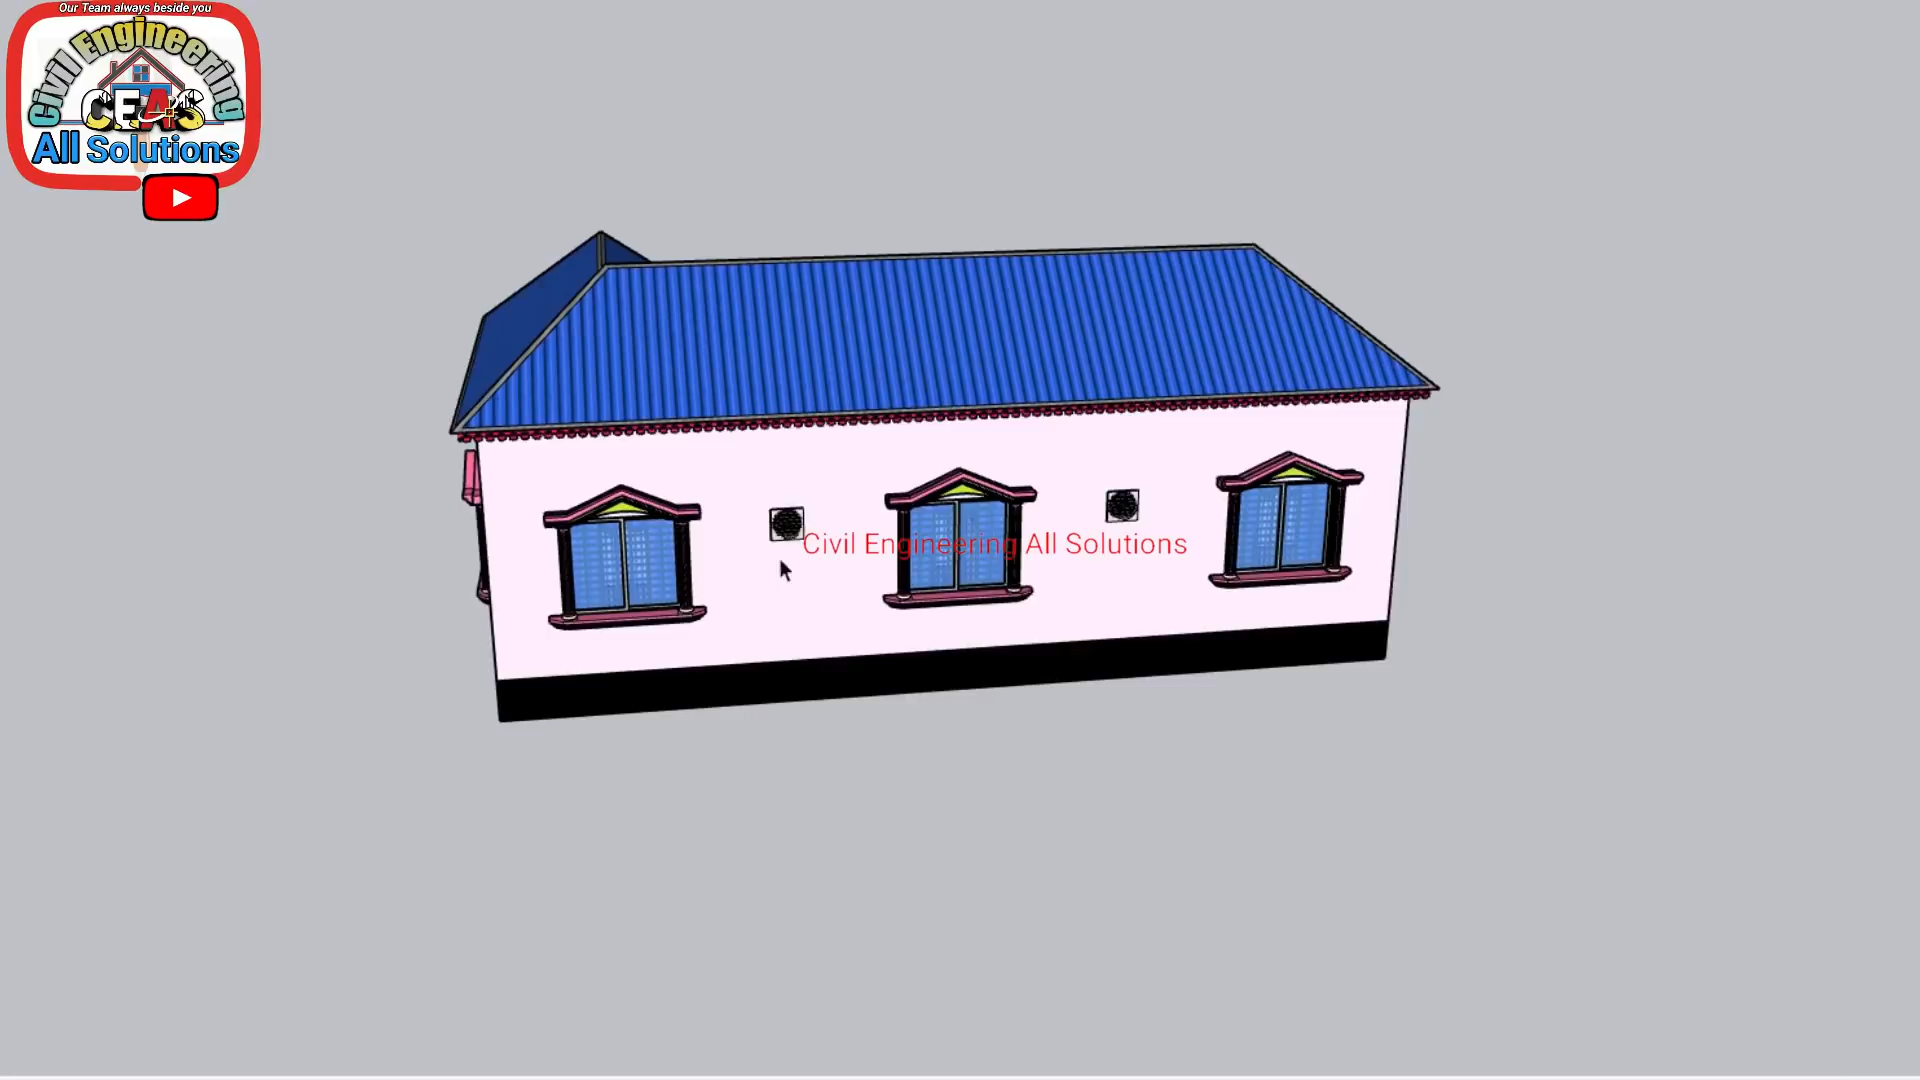 Our Team always beside you
Civil Engineering
CEAS
All Solutions
Civil Engineering All Solutions